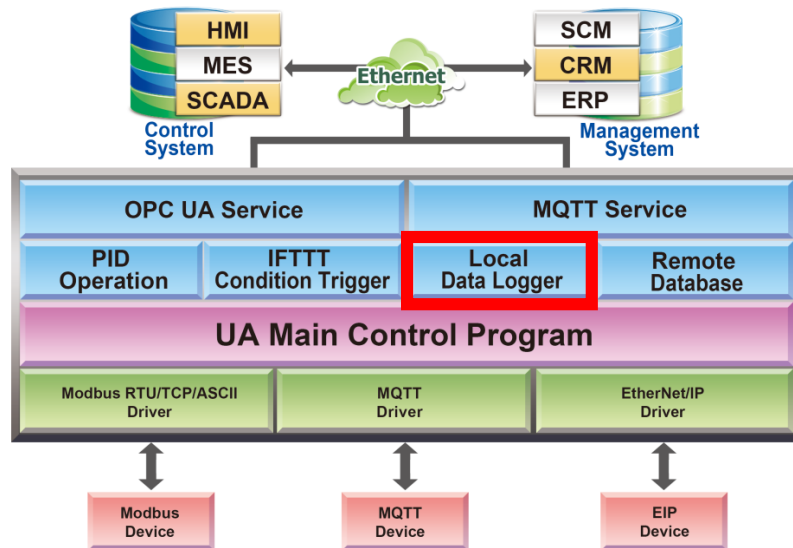 HMI
MES
SCADA
Control
System
Ethernet
SCM
CRM
ERP
Management
System
OPC UA Service
MQTT Service
PID
Operation
IFTTT
Condition Trigger
Local
Data Logger
Remote
Database
UA Main Control Program
Modbus RTU/TCP/ASCII
Driver
MQTT
Driver
EtherNet/IP
Driver
Modbus
Device
MQTT
Device
EIP
Device